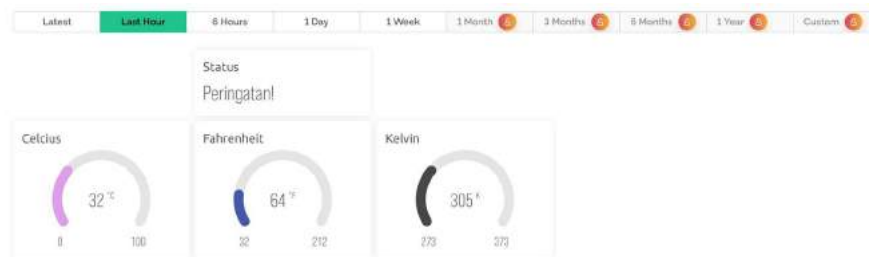 Latest Last Hour 6 Hours 1 Day 1 Week 1 Month 3 Months 6 Months 1 Year Custom
Status
Peringatan!
Celcius Fahrenheit Kelvin
32 °C 64 °F 305 K
0 100 32 212 273 373